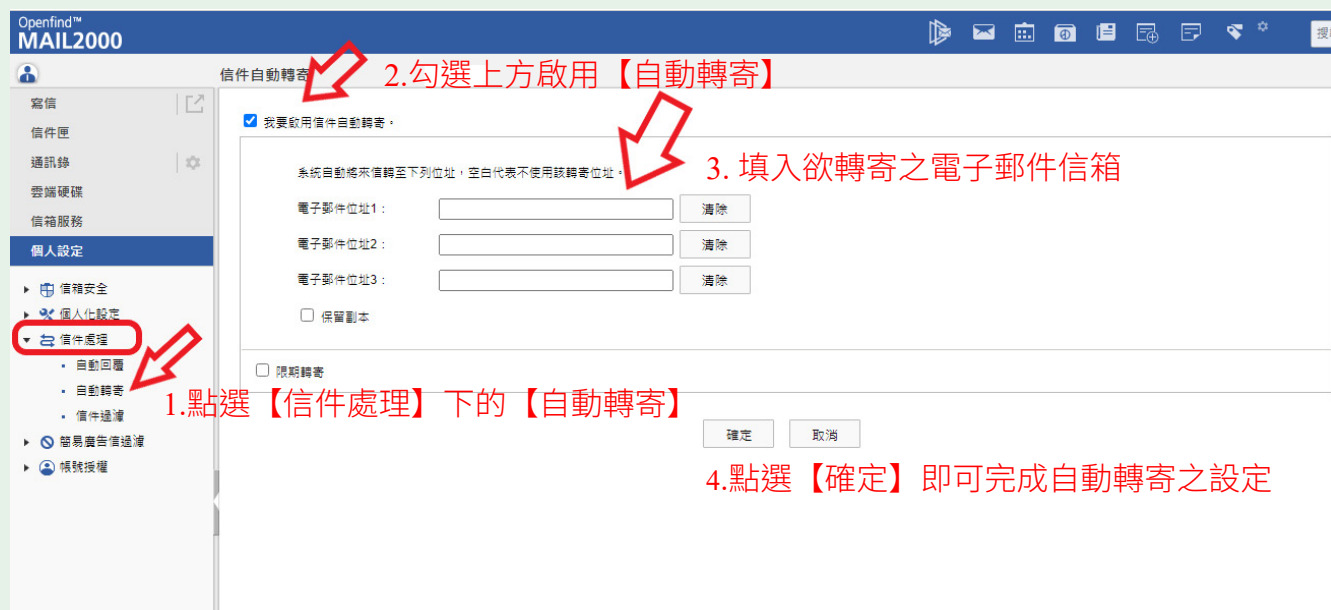 Openfind™
MAIL2000
信件自動轉寄
2.勾選上方啟用【自動轉寄】
寫信
信件匣
通訊錄
雲端硬碟
信箱服務
個人設定
信箱安全
個人化設定
信件處理
自動回覆
自動轉寄
信件過濾
簡易廣告信過濾
帳號授權
我要啟用信件自動轉寄。
系統自動將來信轉至下列位址，空白代表不使用該轉寄位址。
3. 填入欲轉寄之電子郵件信箱
電子郵件位址1：
清除
電子郵件位址2：
清除
電子郵件位址3：
清除
保留副本
限期轉寄
1.點選【信件處理】下的【自動轉寄】
確定
取消
4.點選【確定】即可完成自動轉寄之設定